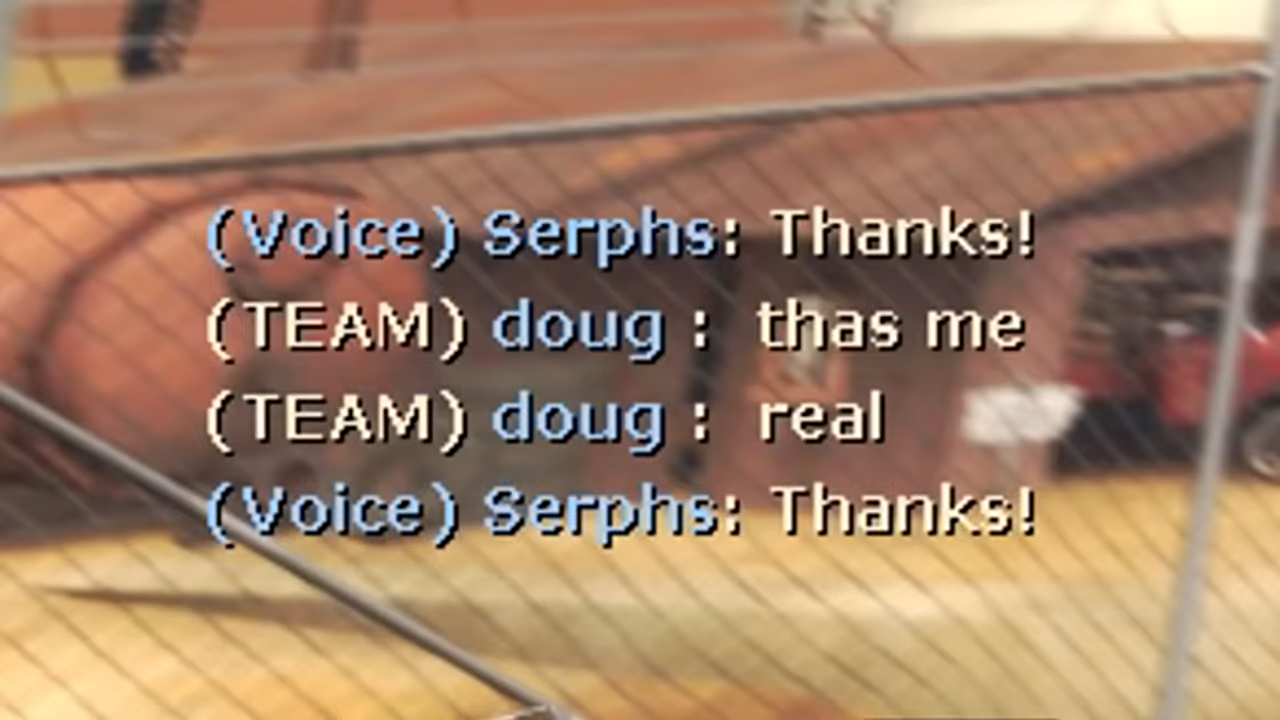 (Voice) Serphs: Thanks!
(TEAM) doug :  thas me
(TEAM) doug :  real
(Voice) Serphs: Thanks!